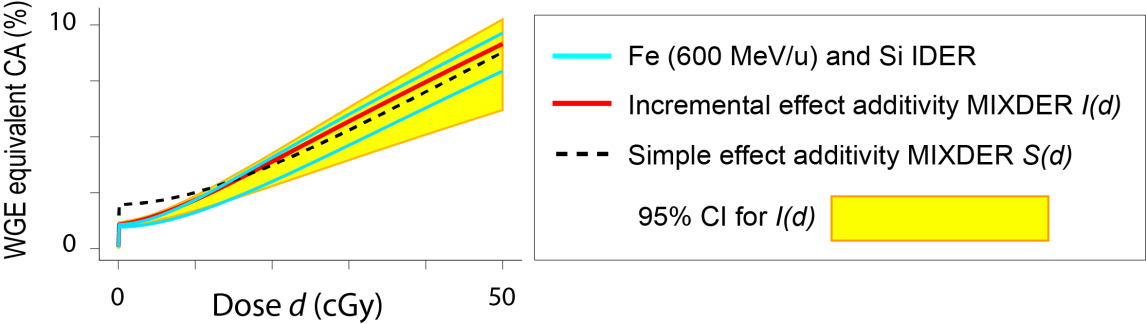 WGE equivalent CA (%)
10
0
0
50
Dose d (cGy)
Fe (600 MeV/u) and Si IDER
Incremental effect additivity MIXDER I(d)
Simple effect additivity MIXDER S(d)
95% CI for I(d)